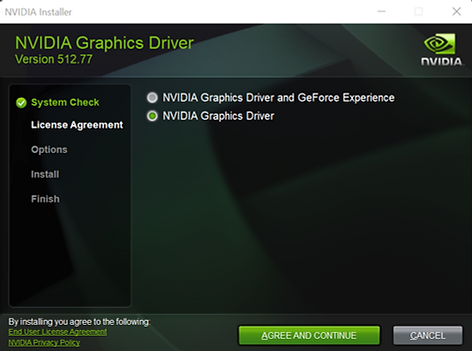 NVIDIA Installer
NVIDIA Graphics Driver
Version 512.77
NVIDIA.
System Check
License Agreement
Options
Install
Finish
NVIDIA Graphics Driver and GeForce Experience
NVIDIA Graphics Driver
By installing you agree to the following:
End User License Agreement
NVIDIA Privacy Policy
AGREE AND CONTINUE
CANCEL